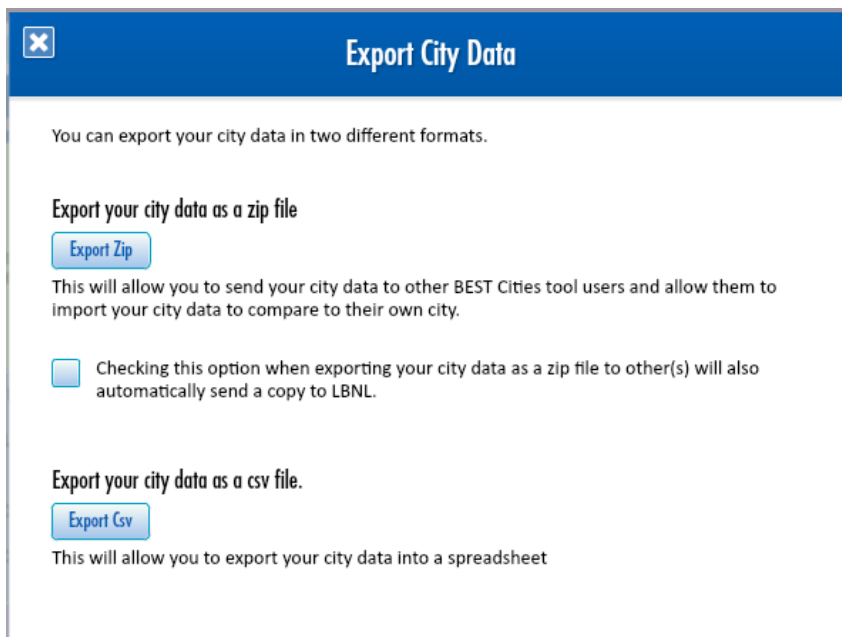 Export City Data
You can export your city data in two different formats.
Export your city data as a zip file
Export Zip
This will allow you to send your city data to other BEST Cities tool users and allow them to
import your city data to compare to their own city.
Checking this option when exporting your city data as a zip file to other(s) will also
automatically send a copy to LBNL.
Export your city data as a csv file.
Export Csv
This will allow you to export your city data into a spreadsheet